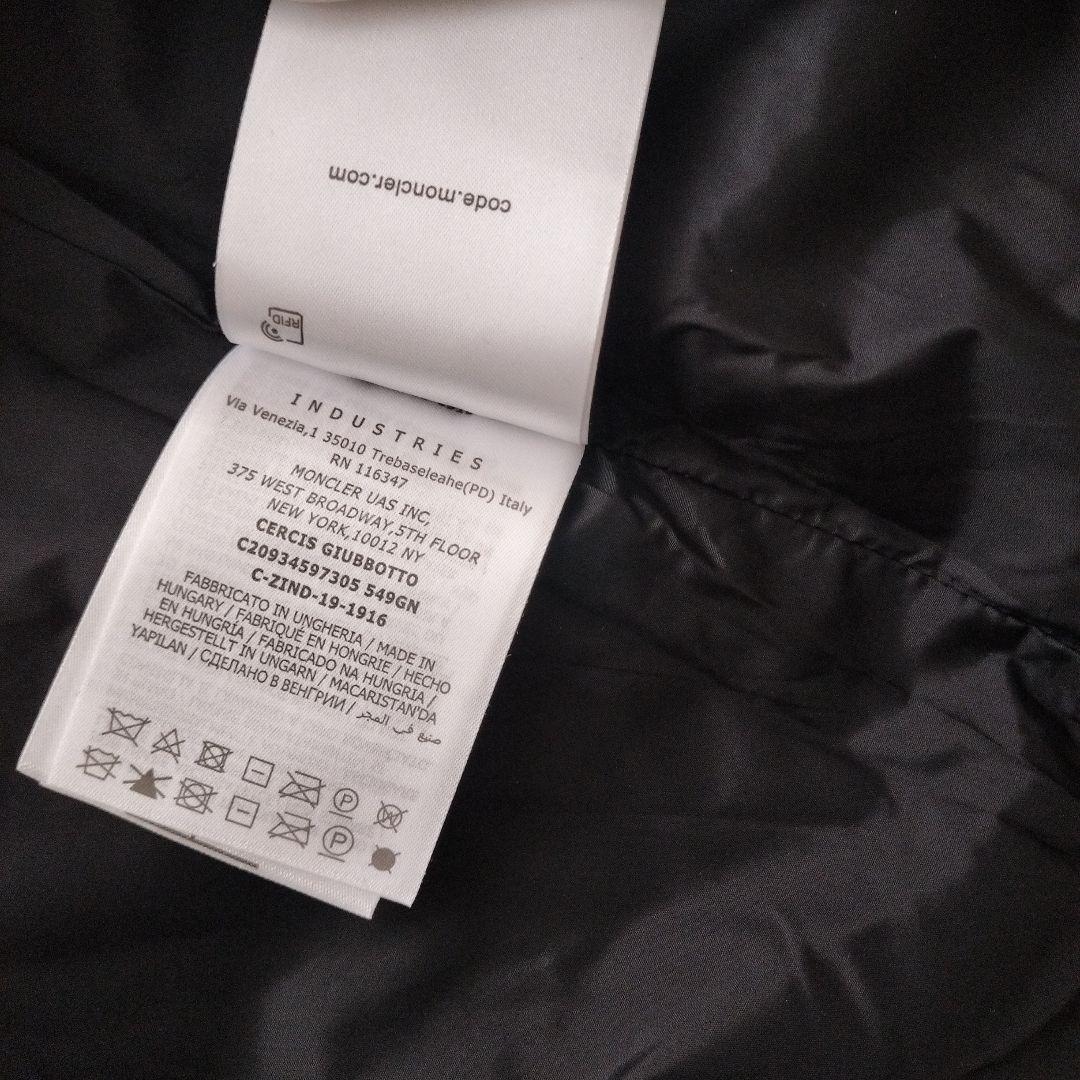 code.moncler.com
RFID
INDUSTRIES
Via Venezia,1 35010 Trebaseleahe(PD) Italy
RN 116347
MONCLER UAS INC,
375 WEST BROADWAY.5TH FLOOR
NEW YORK,10012 NY
CERCIS GIUBBOTTO
C20934597305 549GN
C-ZIND-19-1916
FABBRICATO IN UNGHERIA / MADE IN
HUNGARY / FABRIQUÉ EN HONGRIE / HECHO
EN HUNGRÍA / FABRICADO NA HUNGRIA /
HERGESTELLT IN UNGARN / MACARISTAN'DA
YAPILAN / СДЕЛАНО В ВЕНГРИИ / صنع في المجر
P
W
P